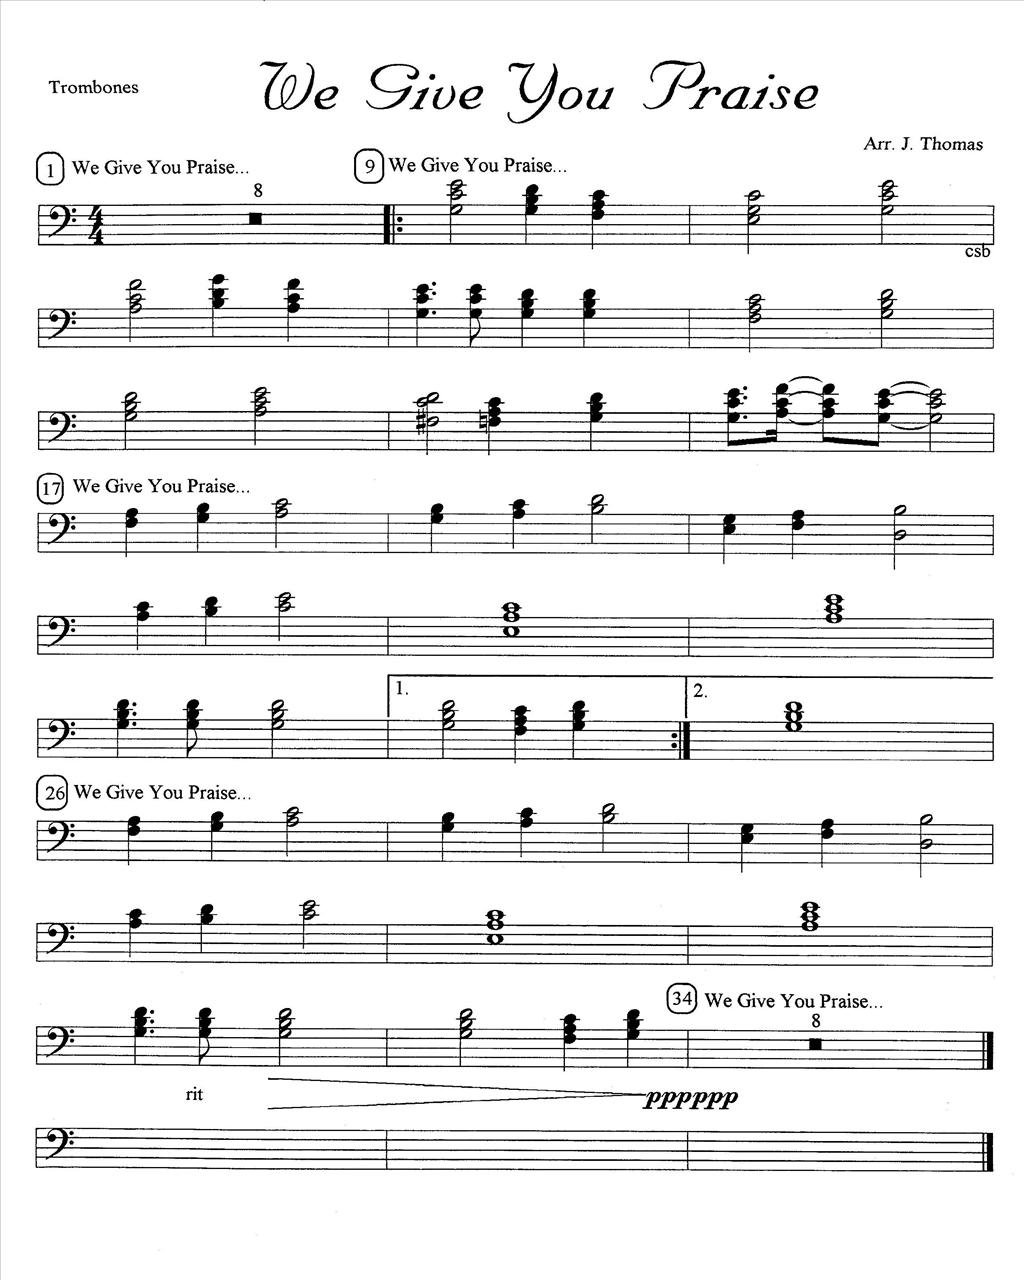 Trombones
We Give You Praise
Arr. J. Thomas
1 We Give You Praise...
9 We Give You Praise...
8
4
4
csb
17 We Give You Praise...
1.
2.
26 We Give You Praise...
34 We Give You Praise...
8
rit
pppppp